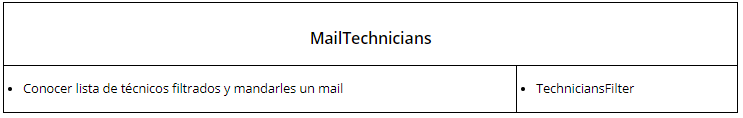 MailTechnicians
Conocer lista de técnicos filtrados y mandarles un mail
TechniciansFilter